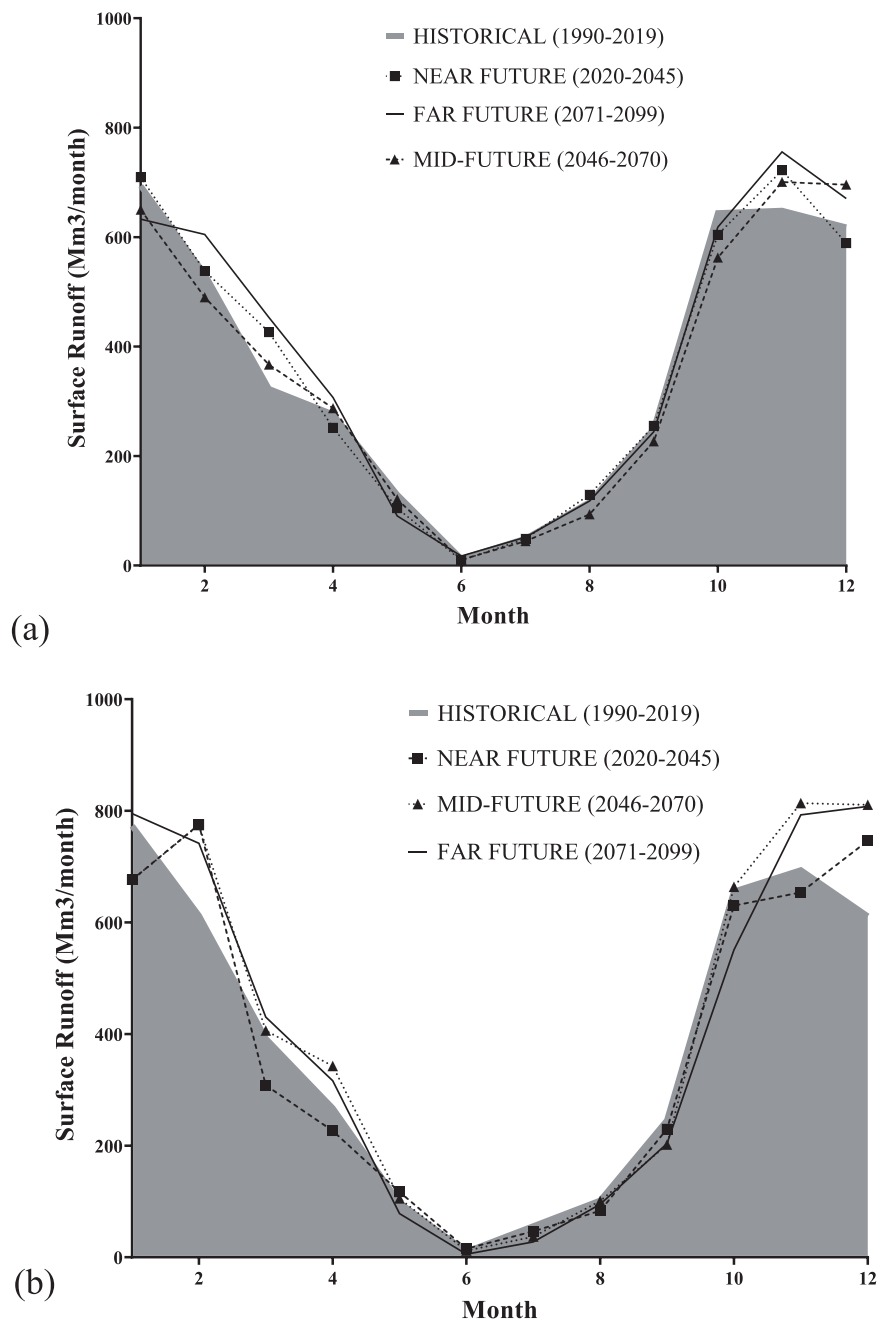 1000
800
600
400
200
0
Surface Runoff (Mm3/month)
HISTORICAL (1990-2019)
NEAR FUTURE (2020-2045)
FAR FUTURE (2071-2099)
MID-FUTURE (2046-2070)
2 4 6 8 10 12
Month
(a)
1000
800
600
400
200
0
Surface Runoff (Mm3/month)
HISTORICAL (1990-2019)
NEAR FUTURE (2020-2045)
MID-FUTURE (2046-2070)
FAR FUTURE (2071-2099)
2 4 6 8 10 12
Month
(b)